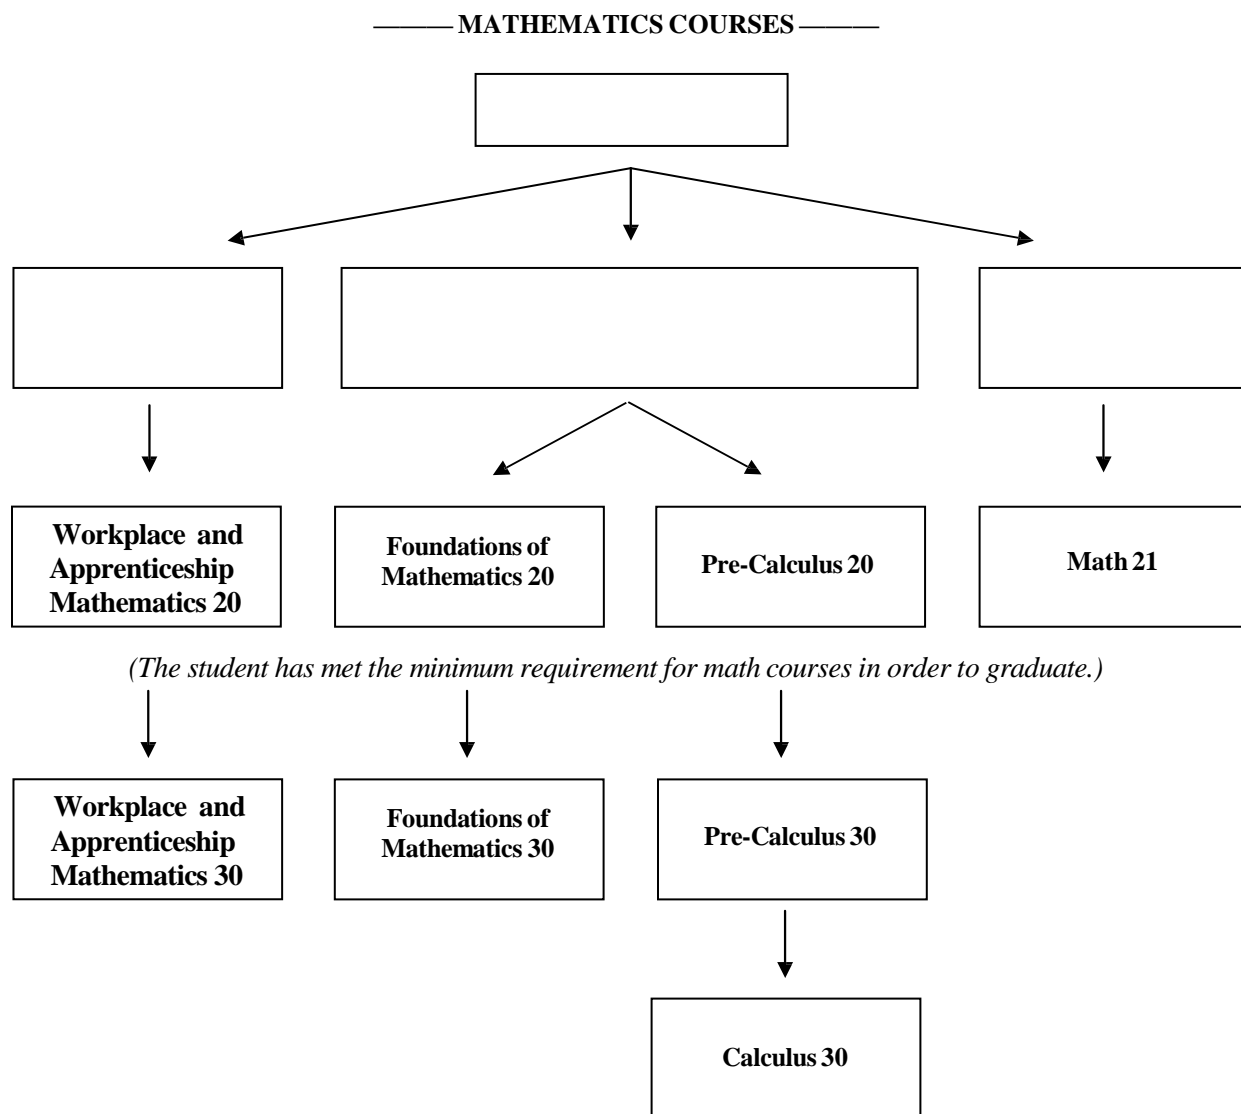 ——— MATHEMATICS COURSES ———
Workplace and
Apprenticeship
Mathematics 20
Foundations of
Mathematics 20
Pre-Calculus 20
Math 21
(The student has met the minimum requirement for math courses in order to graduate.)
Workplace and
Apprenticeship
Mathematics 30
Foundations of
Mathematics 30
Pre-Calculus 30
Calculus 30